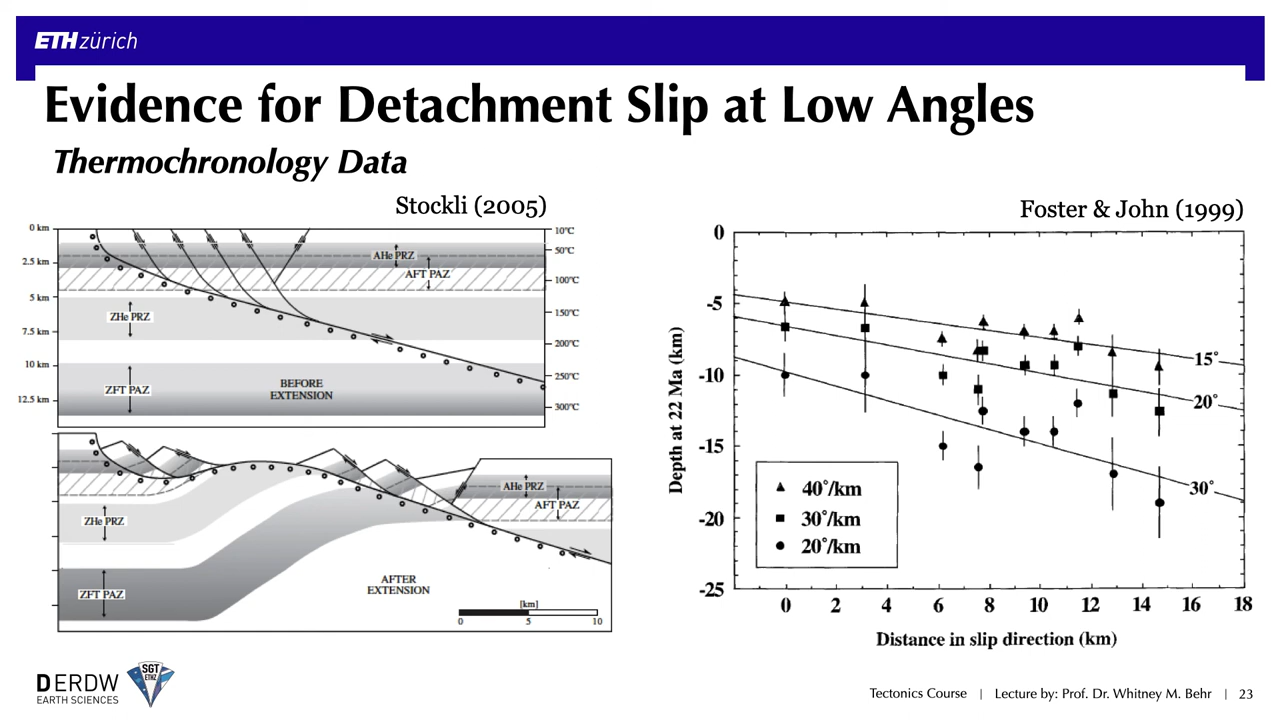 ETH zürich
Evidence for Detachment Slip at Low Angles
Thermochronology Data
Stockli (2005)
0 km
2.5 km
5 km
7.5 km
10 km
12.5 km
10°C
50°C
100°C
150°C
200°C
250°C
300°C
AHe PRZ
AFT PAZ
ZHe PRZ
ZFT PAZ
BEFORE
EXTENSION
AHe PRZ
AFT PAZ
ZHe PRZ
ZFT PAZ
AFTER
EXTENSION
[km]
0 5 10
Foster & John (1999)
Depth at 22 Ma (km)
0
-5
-10
-15
-20
-25
15°
20°
30°
40°/km
30°/km
20°/km
0 2 4 6 8 10 12 14 16 18
Distance in slip direction (km)
DERDW
EARTH SCIENCES
SGT
ETHZ
Tectonics Course | Lecture by: Prof. Dr. Whitney M. Behr | 23